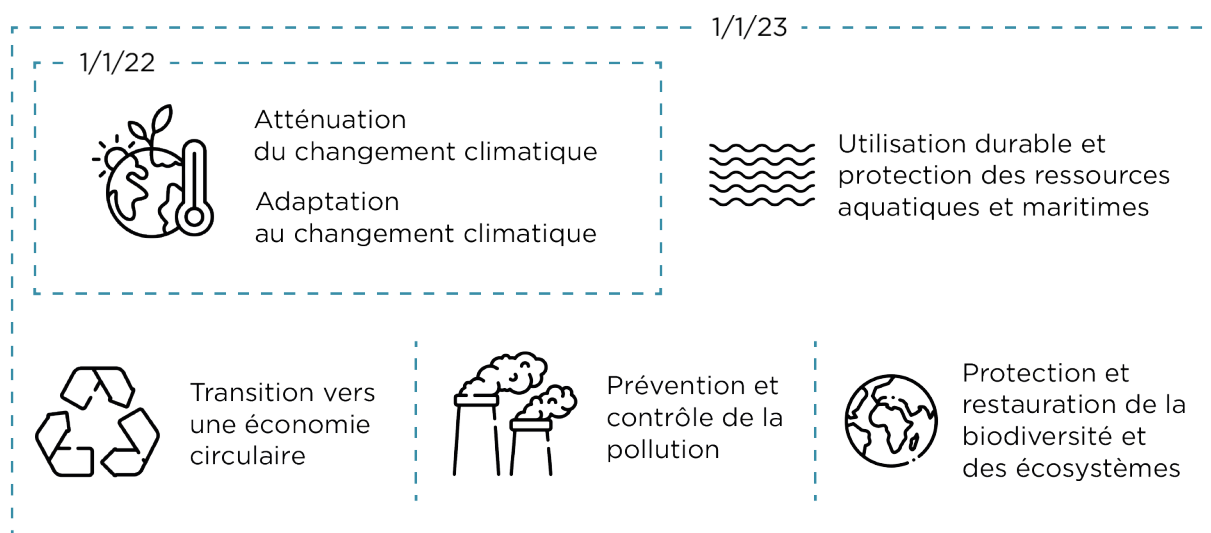 1/1/23
1/1/22
Atténuation
du changement climatique
Adaptation
au changement climatique
Utilisation durable et
protection des ressources
aquatiques et maritimes
Transition vers
une économie
circulaire
Prévention et
contrôle de la
pollution
Protection et
restauration de la
biodiversité et
des écosystèmes